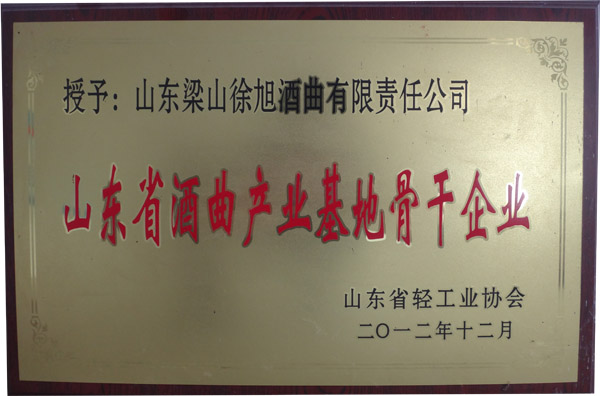 授予：山东梁山徐旭酒曲有限责任公司
山东省酒曲产业基地骨干企业
山东省轻工业协会
二〇一二年十二月